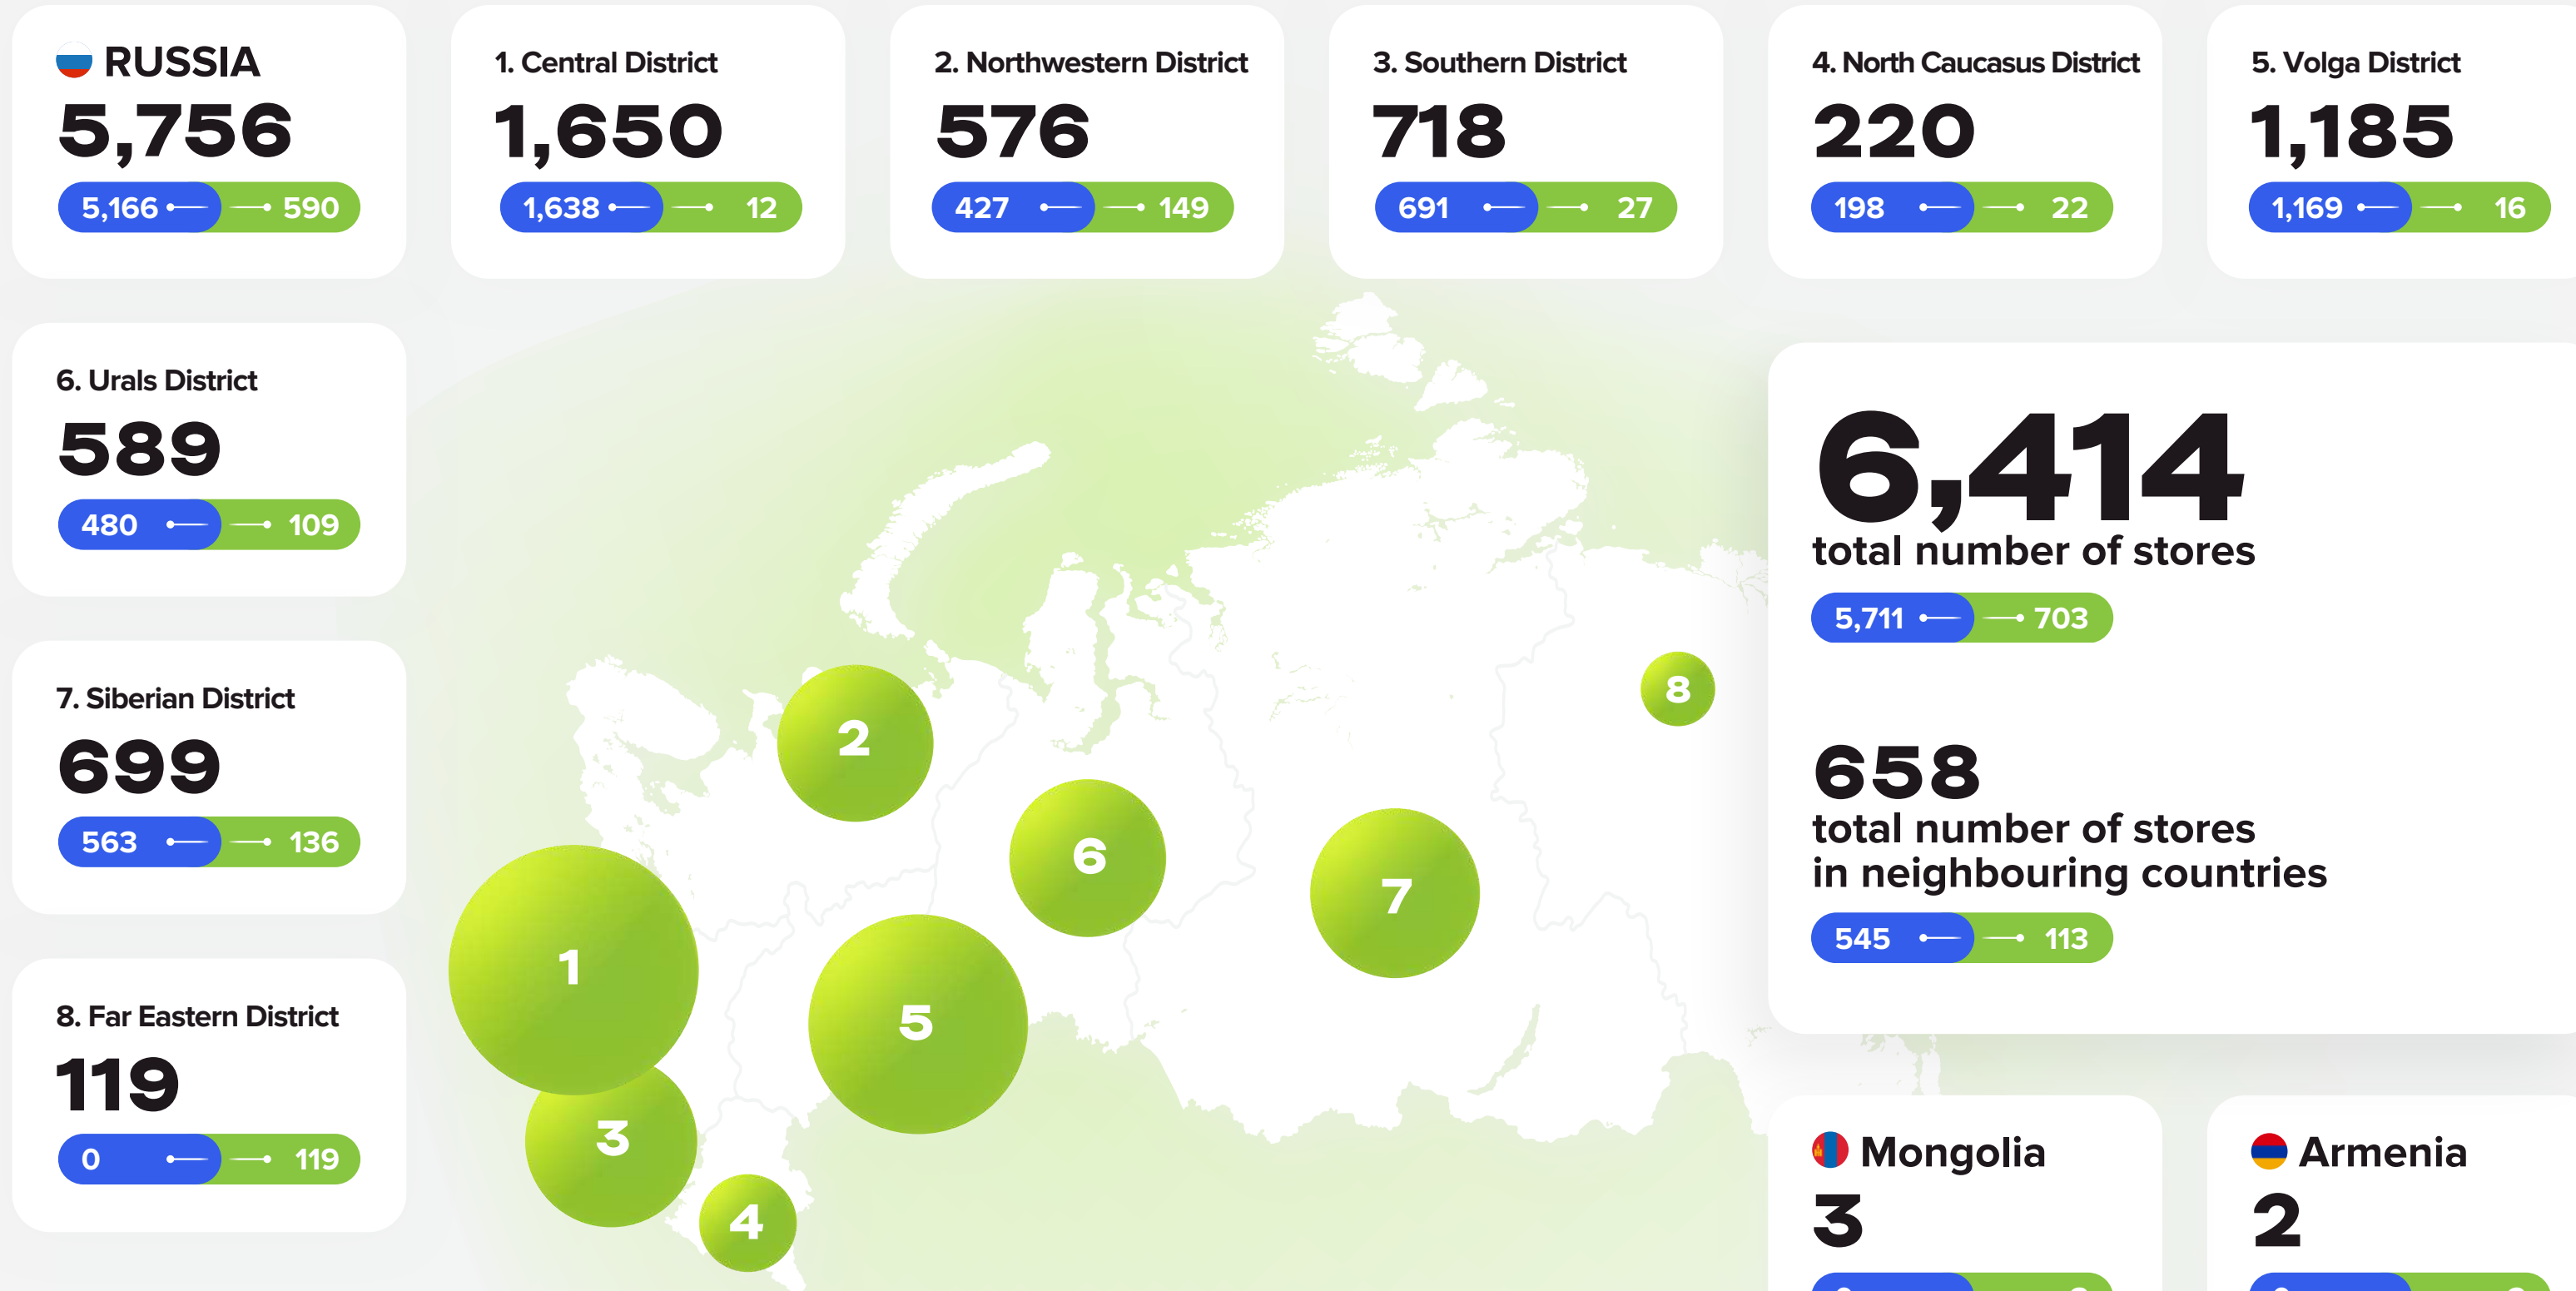 RUSSIA
5,756
5,166 590
1. Central District
1,650
1,638 12
2. Northwestern District
576
427 149
3. Southern District
718
691 27
4. North Caucasus District
220
198 22
5. Volga District
1,185
1,169 16
6. Urals District
589
480 109
7. Siberian District
699
563 136
8. Far Eastern District
119
0 119
6,414
total number of stores
5,711 703
658
total number of stores
in neighbouring countries
545 113
8
2
6
7
1
5
3
4
Mongolia
3
Armenia
2